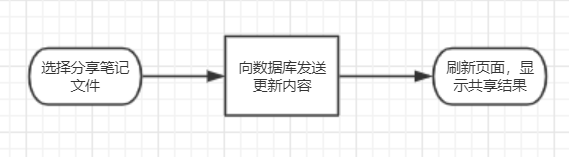 选择分享笔记
文件
向数据库发送
更新内容
刷新页面，显
示共享结果